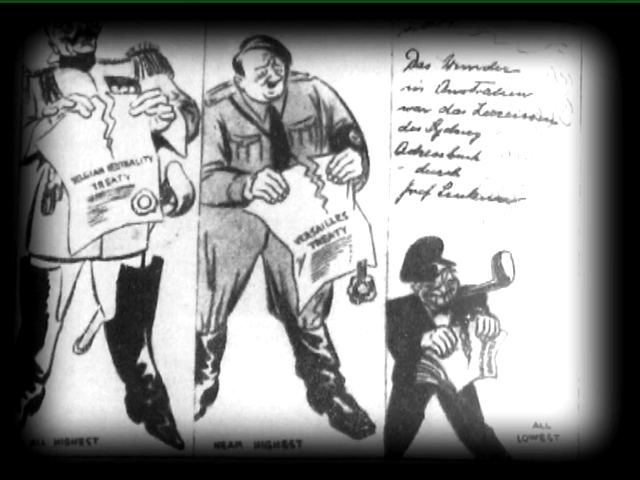 BELGIAN NEUTRALITY
TREATY
ALL HIGHEST
VERSAILLES
TREATY
NEAR HIGHEST
Das Wunder
in Australien
war das Zerreissen
des Sydney
Adressbuch
durch
Graf
ALL
LOWEST